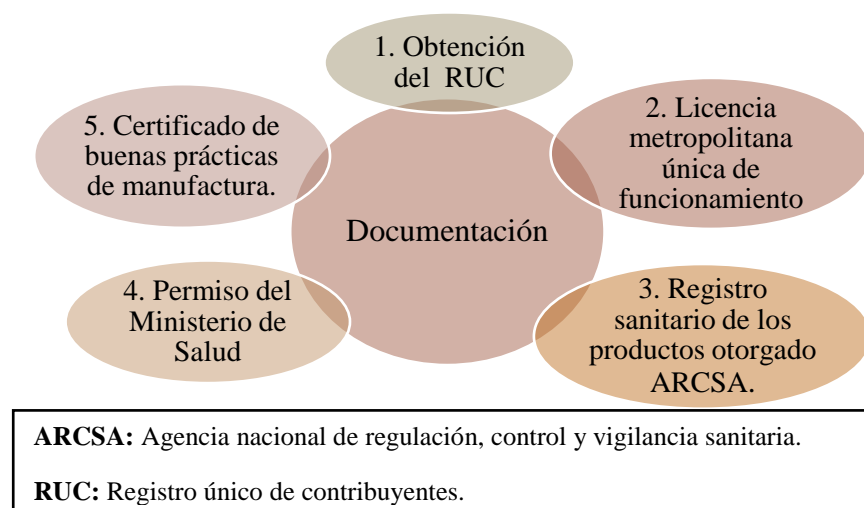 1. Obtención
del RUC
2. Licencia
metropolitana
única de
funcionamiento
3. Registro
sanitario de los
productos otorgado
ARCSA.
4. Permiso del
Ministerio de
Salud
5. Certificado de
buenas prácticas
de manufactura.
Documentación
ARCSA: Agencia nacional de regulación, control y vigilancia sanitaria.
RUC: Registro único de contribuyentes.